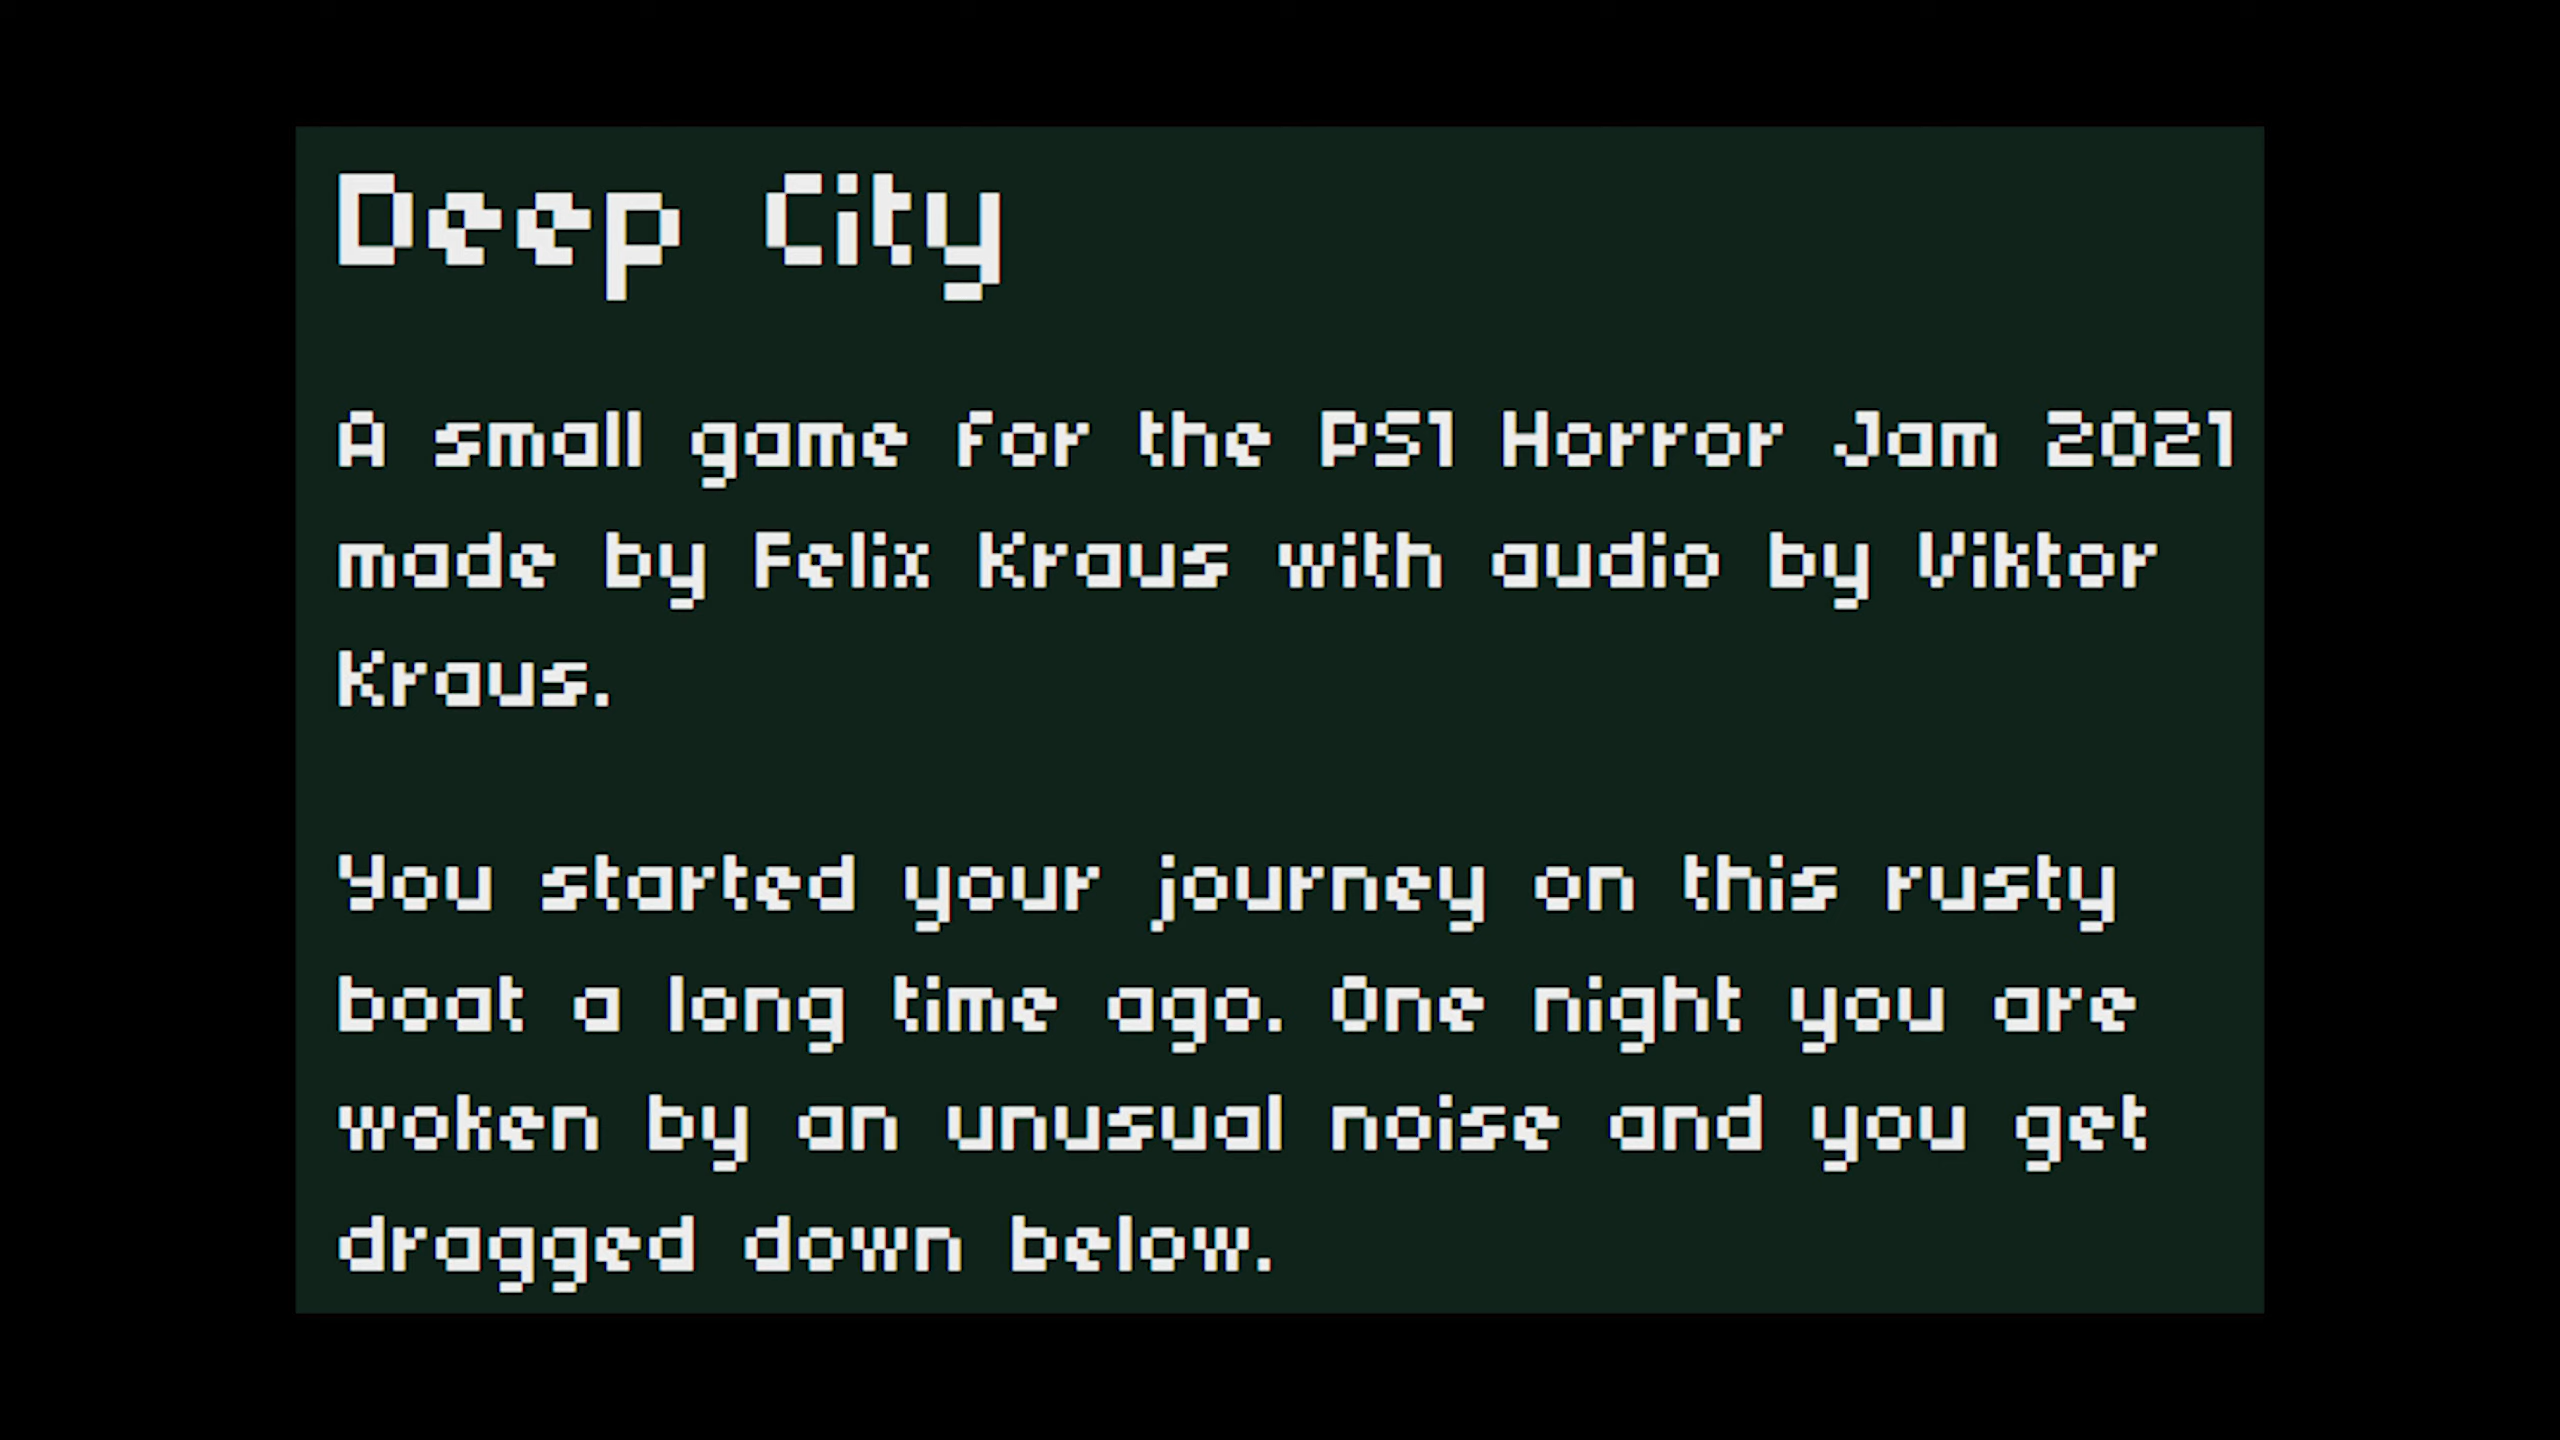 Deep City
A small game for the PS1 Horror Jam 2021
made by Felix Kraus with audio by Viktor
Kraus.
You started your journey on this rusty
boat a long time ago. One night you are
woken by an unusual noise and you get
dragged down below.